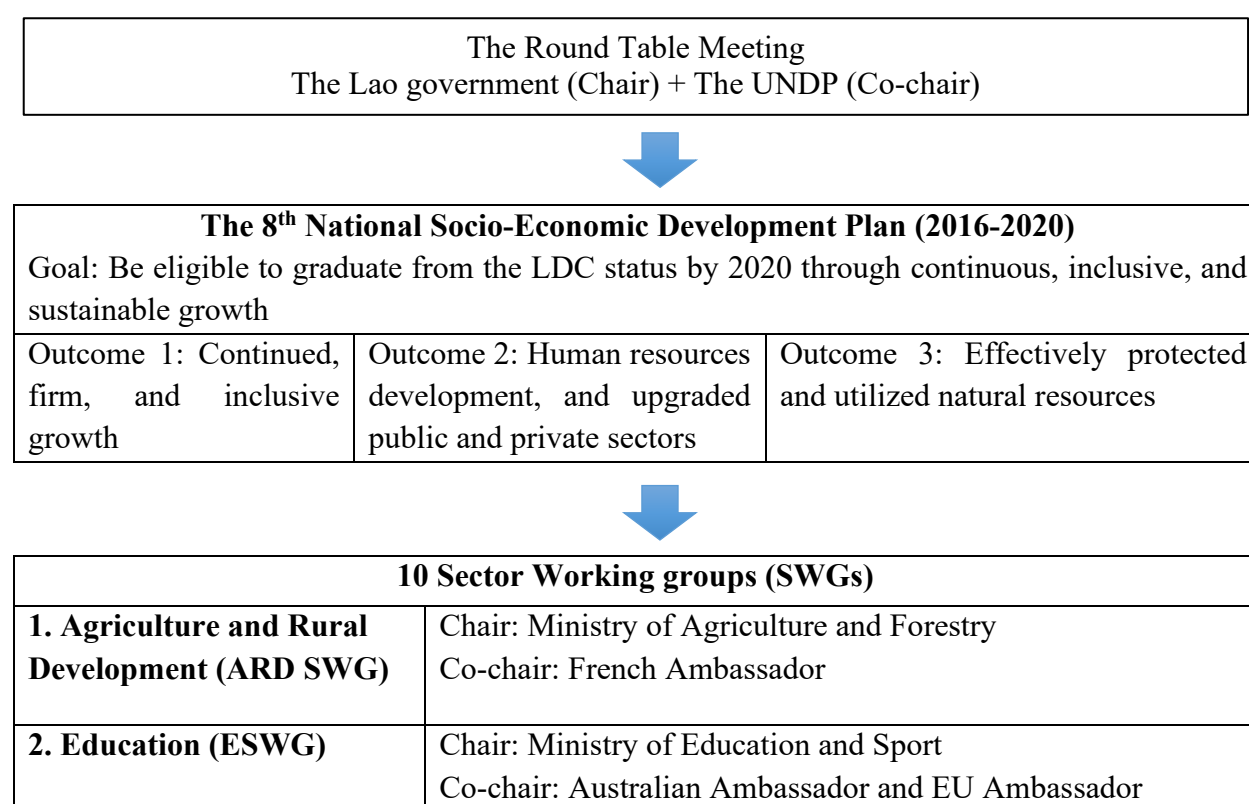 The Round Table Meeting
The Lao government (Chair) + The UNDP (Co-chair)
The 8th National Socio-Economic Development Plan (2016-2020)
Goal: Be eligible to graduate from the LDC status by 2020 through continuous, inclusive, and
sustainable growth
Outcome 1: Continued,
firm, and inclusive
growth
Outcome 2: Human resources
development, and upgraded
public and private sectors
Outcome 3: Effectively protected
and utilized natural resources
10 Sector Working groups (SWGs)
1. Agriculture and Rural
Development (ARD SWG)
Chair: Ministry of Agriculture and Forestry
Co-chair: French Ambassador
2. Education (ESWG)
Chair: Ministry of Education and Sport
Co-chair: Australian Ambassador and EU Ambassador